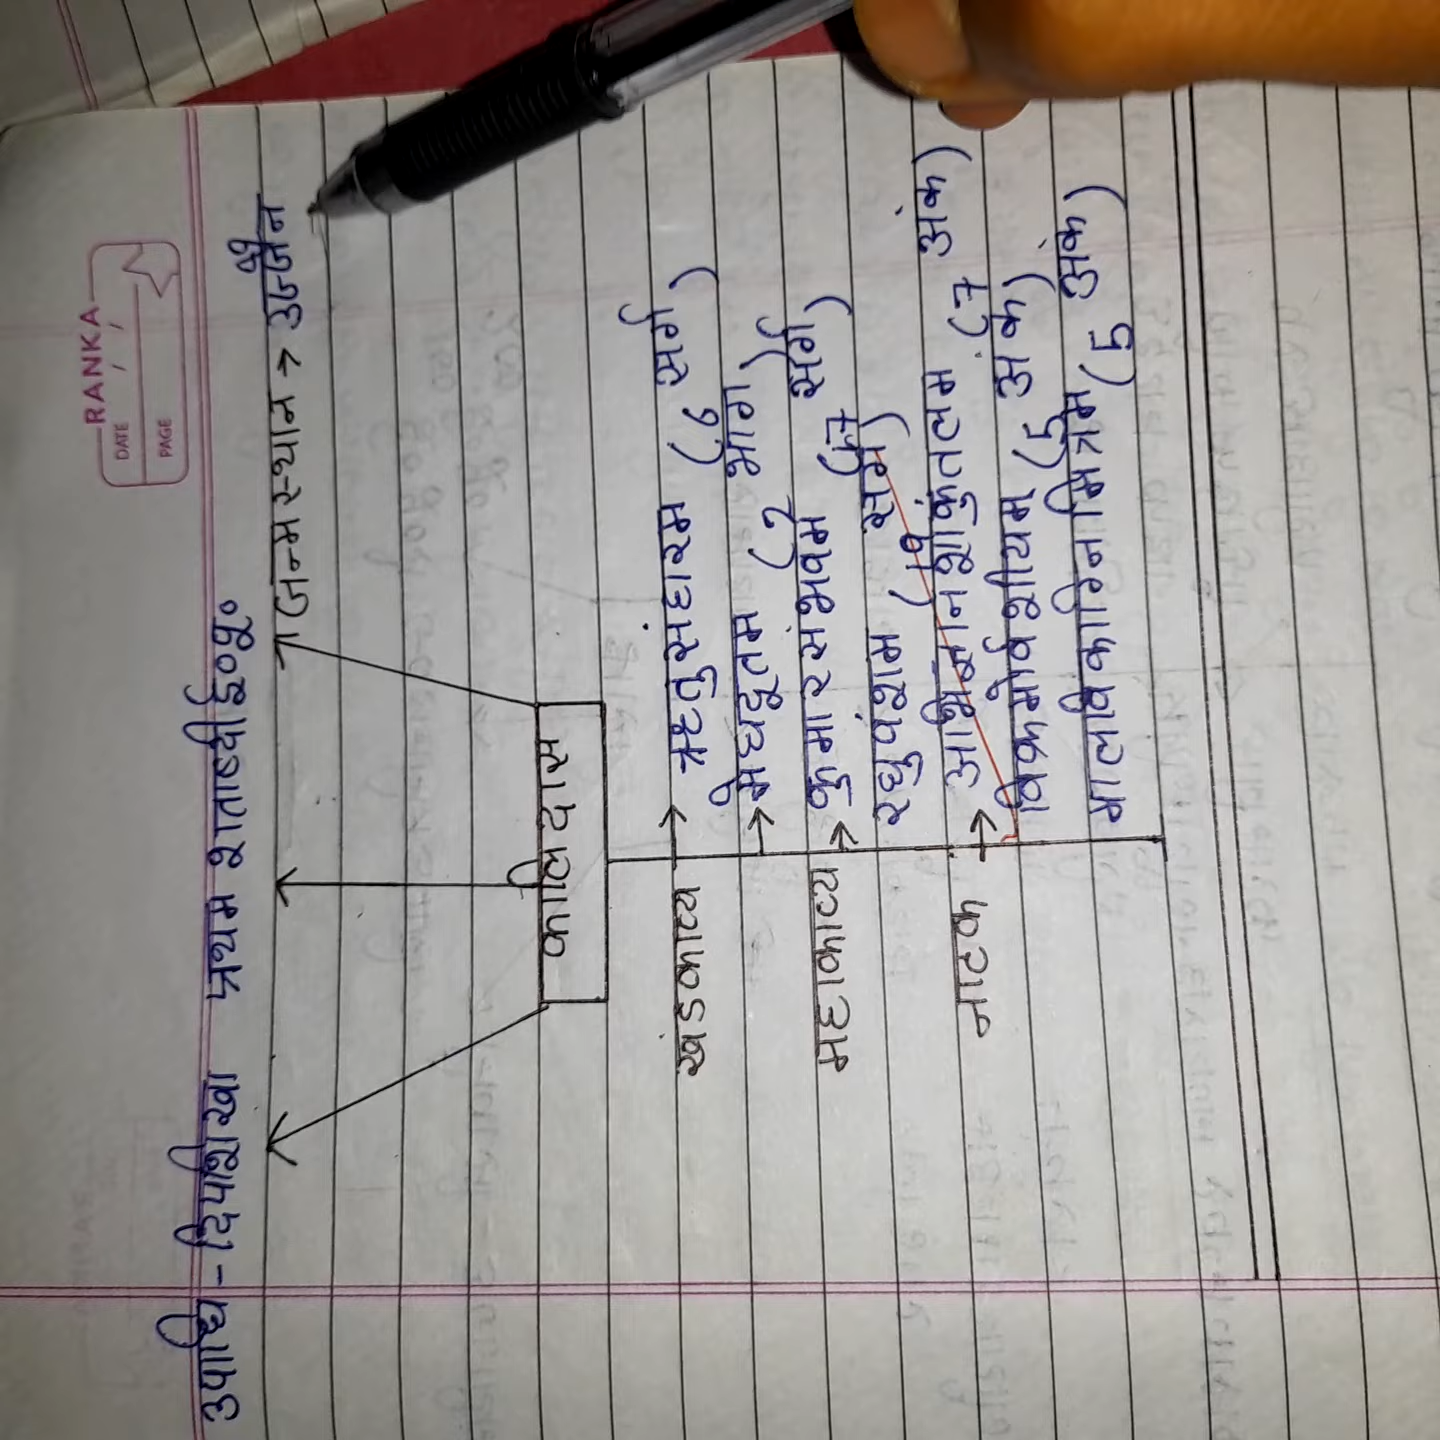 RANKA
DATE
PAGE
उपाधि - दिपशिखा प्रथम शताब्दी ई०पू०
जन्मस्थान > उज्जैन
कालिदास
खंडकाव्य → ऋतुसंहारम (6 सर्ग)
→ मेघदूतम (2 भाग)
महाकाव्य → कुमारसंभवम (17 सर्ग)
रघुवंशम (19 सर्ग)
नाटक → अभिज्ञानशाकुंतलम (7 अंक)
विक्रमोर्वशीयम (5 अंक)
मालविकाग्निमित्रम (5 अंक)